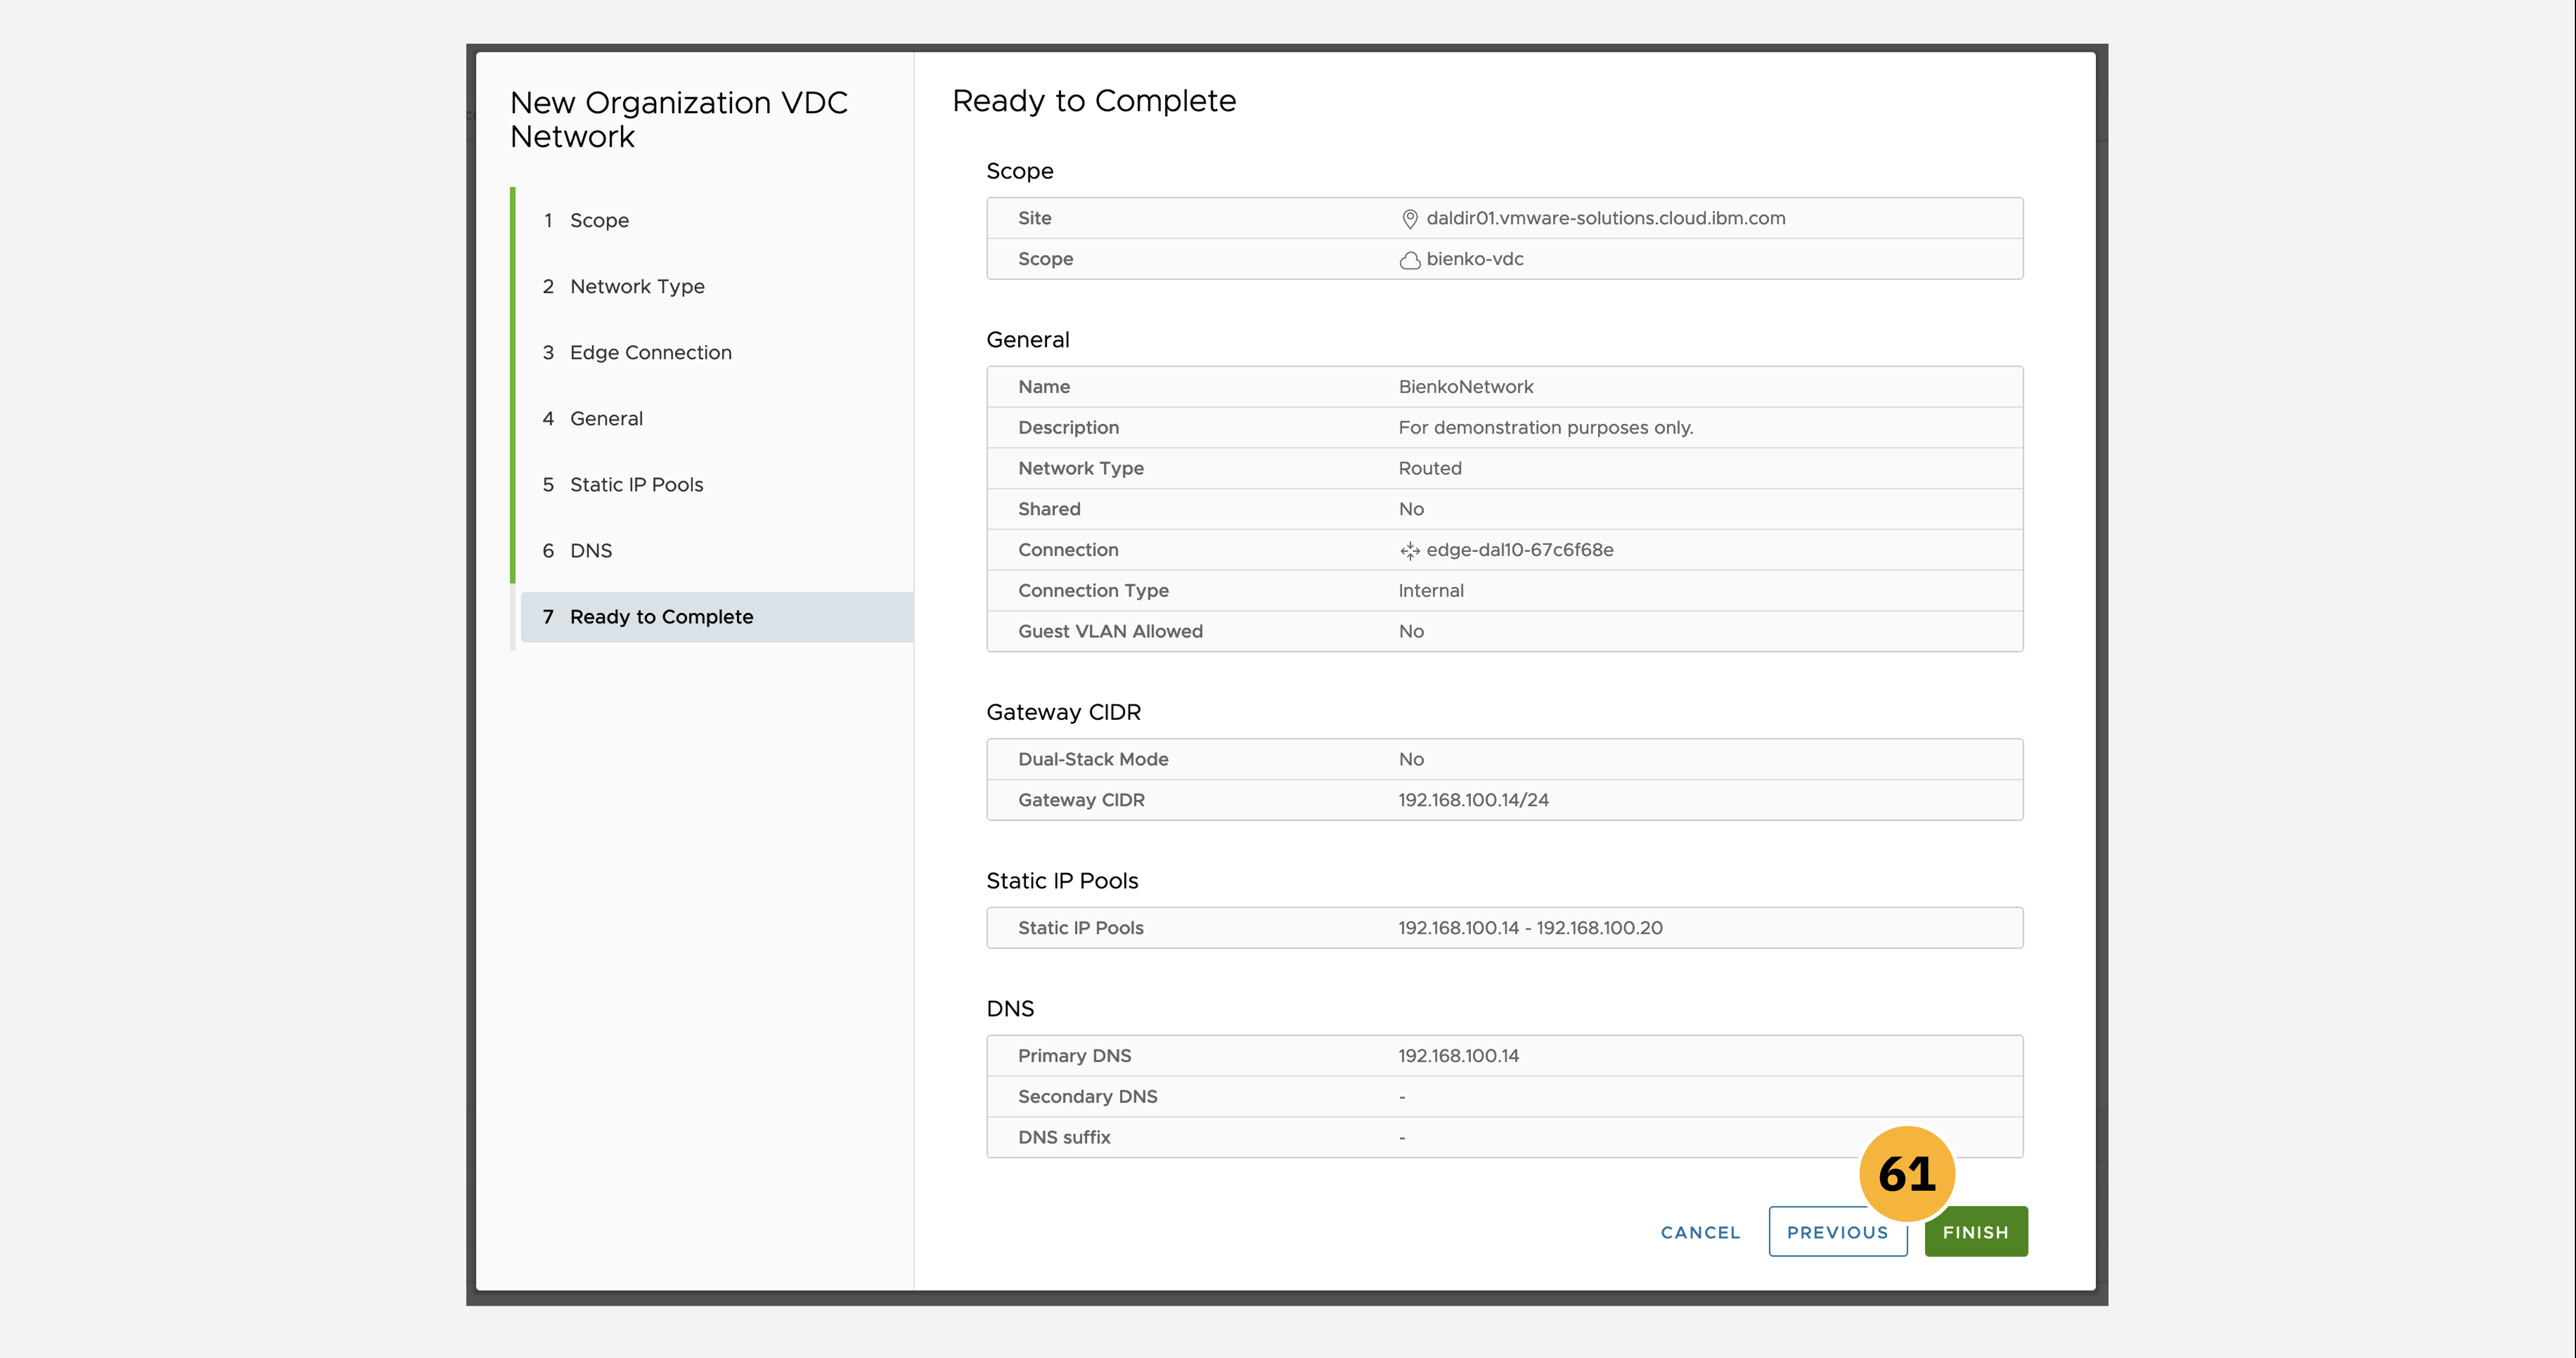 New Organization VDC
Network
1 Scope
2 Network Type
3 Edge Connection
4 General
5 Static IP Pools
6 DNS
7 Ready to Complete
Ready to Complete
Scope
Site daldir01.vmware-solutions.cloud.ibm.com
Scope bienko-vdc
General
Name BienkoNetwork
Description For demonstration purposes only.
Network Type Routed
Shared No
Connection edge-dal10-67c6f68e
Connection Type Internal
Guest VLAN Allowed No
Gateway CIDR
Dual-Stack Mode No
Gateway CIDR 192.168.100.14/24
Static IP Pools
Static IP Pools 192.168.100.14 - 192.168.100.20
DNS
Primary DNS 192.168.100.14
Secondary DNS -
DNS suffix -
61
CANCEL PREVIOUS FINISH